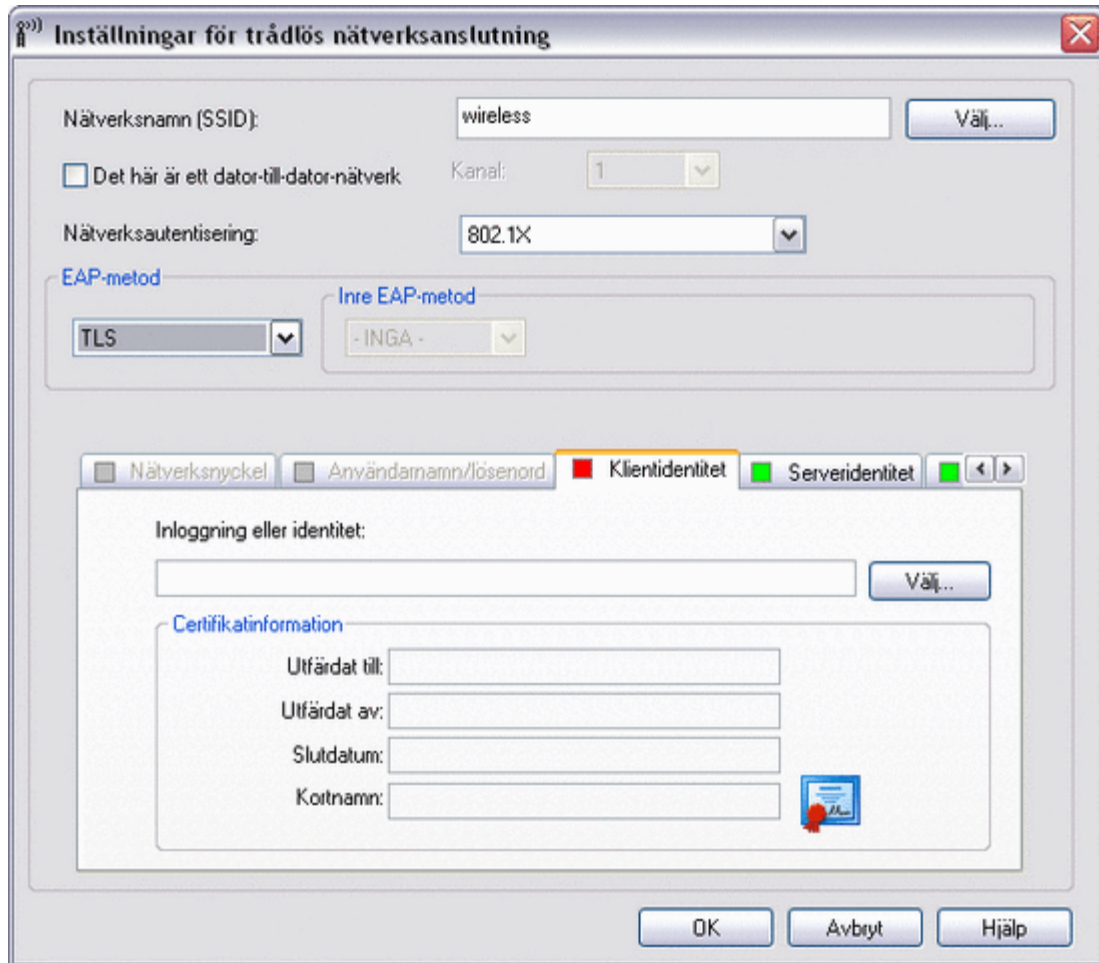 Inställningar för trådlös nätverksanslutning
Nätverksnamn (SSID): wireless Välj...
Det här är ett dator-till-dator-nätverk Kanal: 1
Nätverksautentisering: 802.1X
EAP-metod
Inre EAP-metod
TLS - INGA -
Nätverksnyckel Användarnamn/lösenord Klientidentitet Serveridentitet
Inloggning eller identitet:
Välj...
Certifikatinformation
Utfärdat till:
Utfärdat av:
Slutdatum:
Kortnamn:
OK Avbryt Hjälp